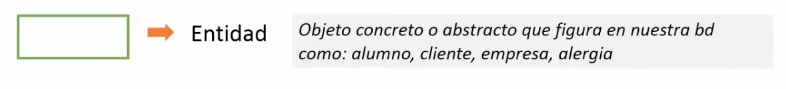 Entidad
Objeto concreto o abstracto que figura en nuestra bd
como: alumno, cliente, empresa, alergia